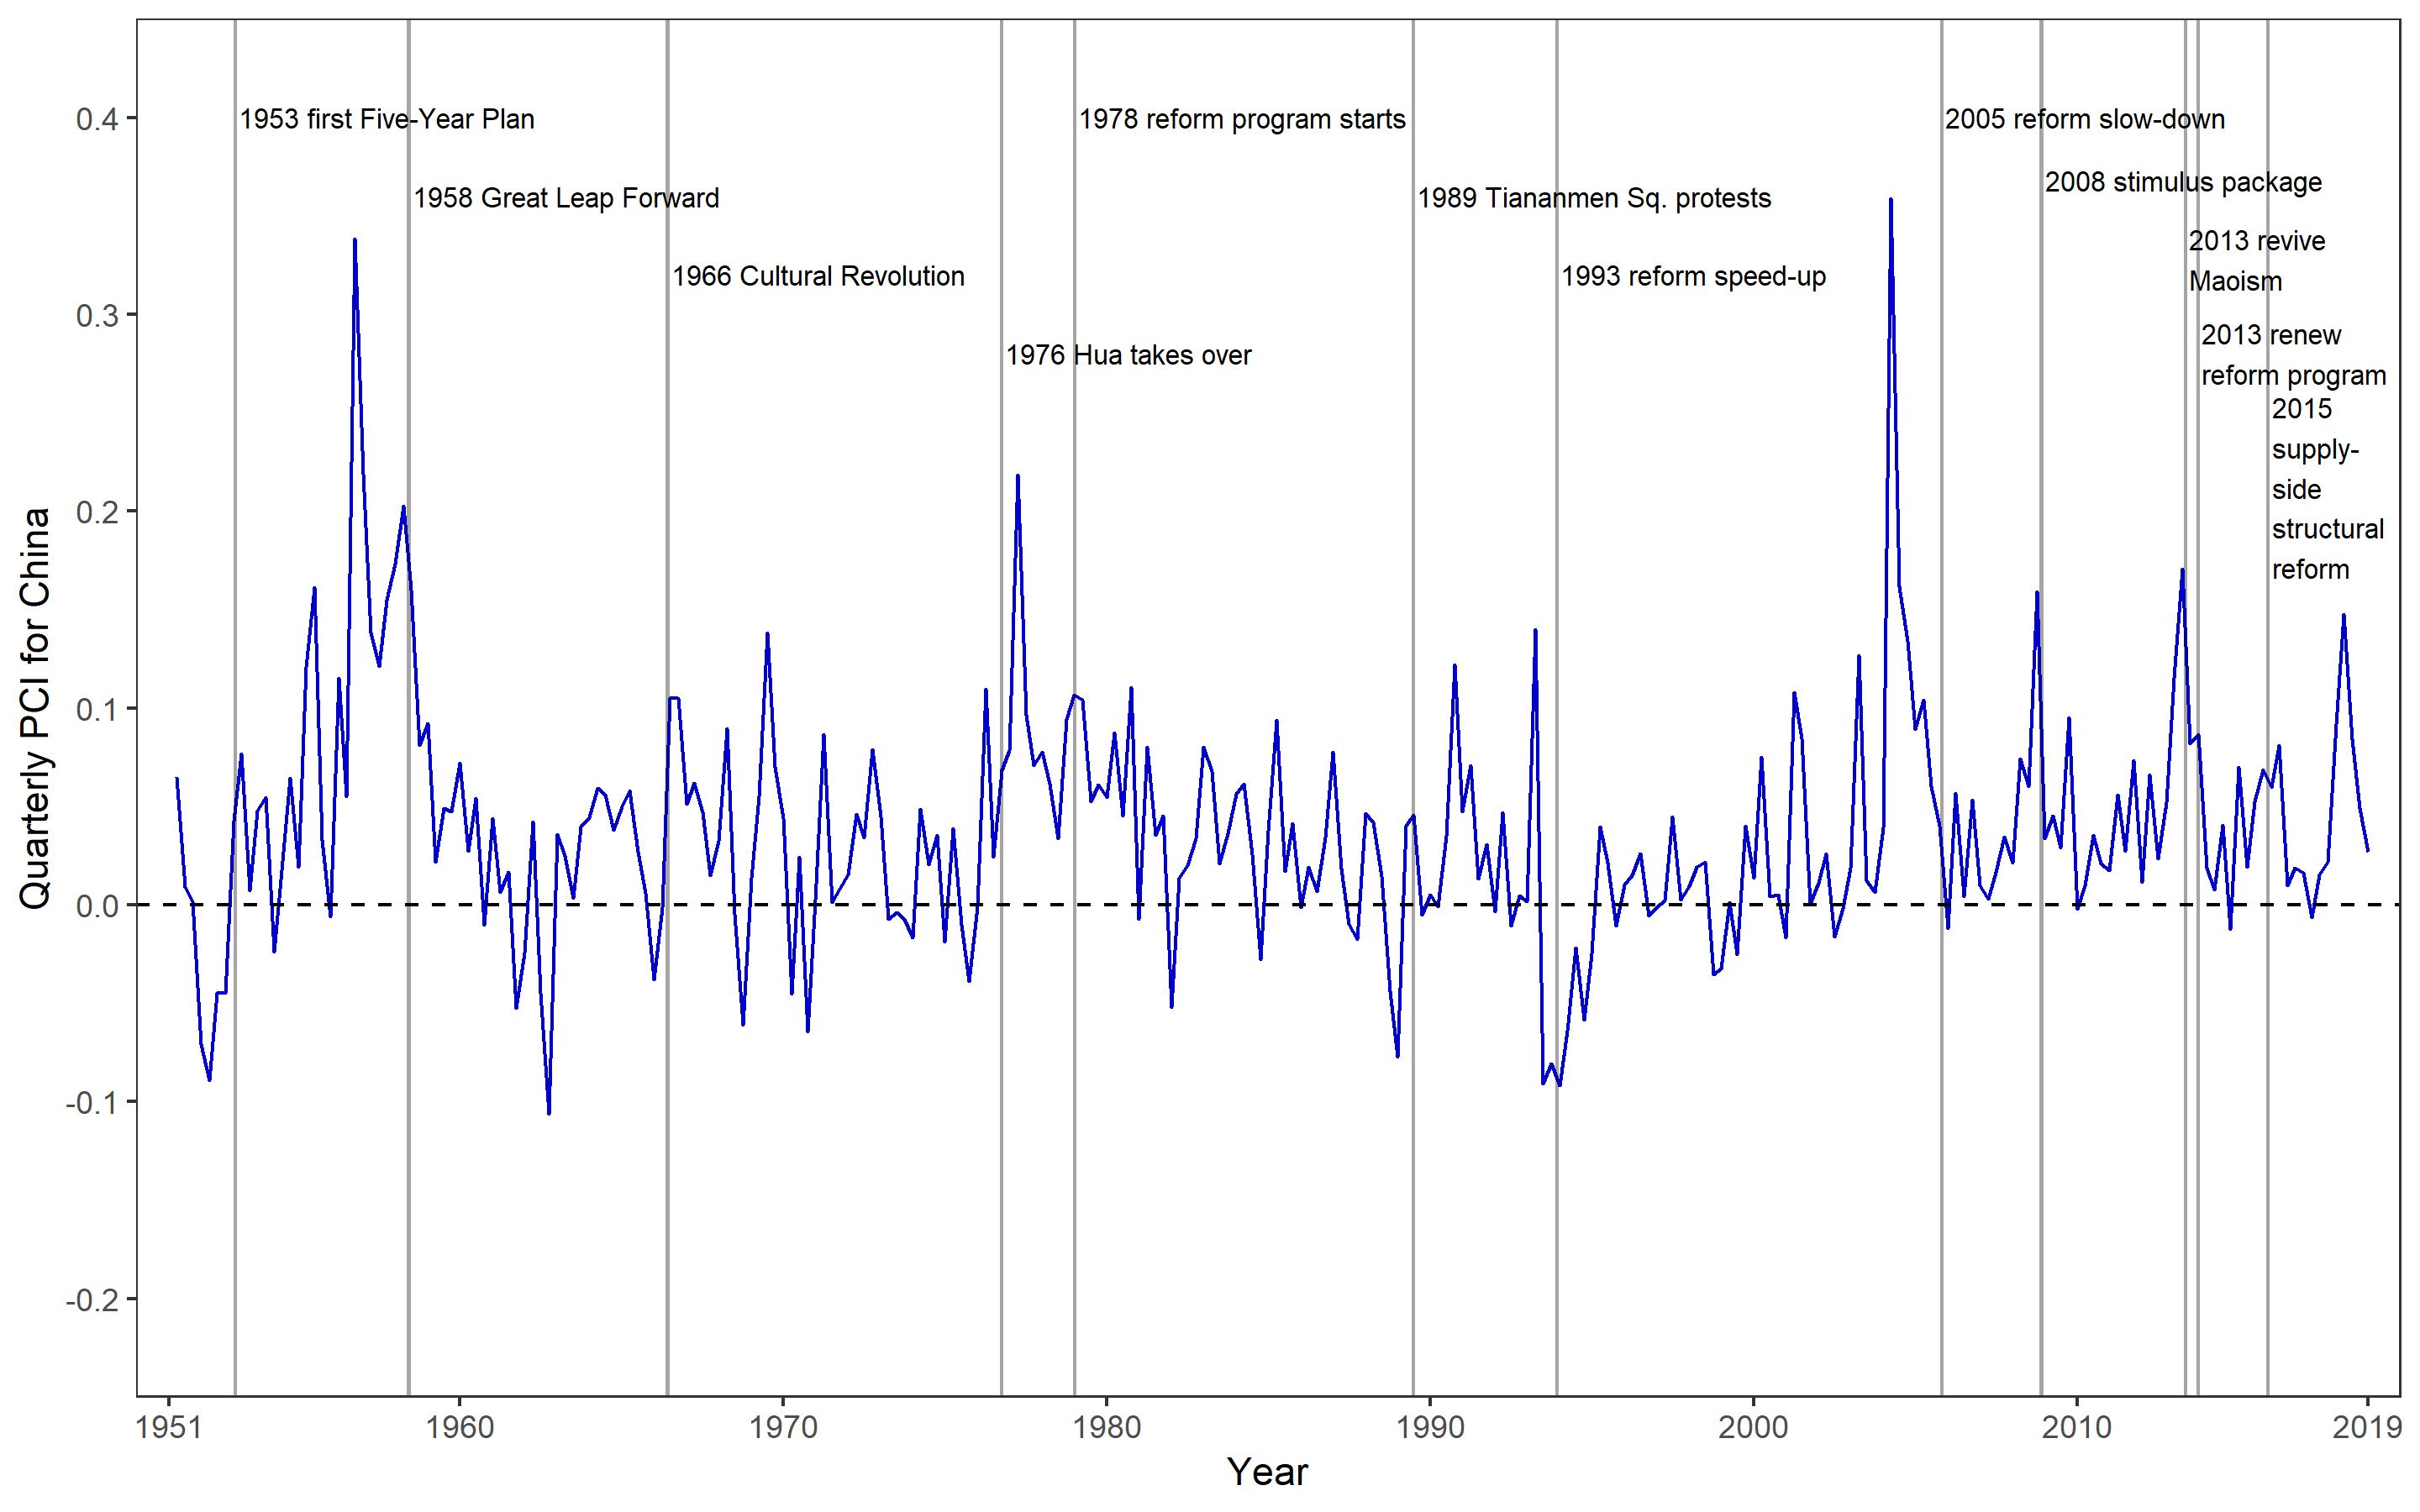 0.4
0.3
0.2
0.1
0.0
-0.1
-0.2
Quarterly PCI for China
1953 first Five-Year Plan
1958 Great Leap Forward
1966 Cultural Revolution
1976 Hua takes over
1978 reform program starts
1989 Tiananmen Sq. protests
1993 reform speed-up
2005 reform slow-down
2008 stimulus package
2013 revive
Maoism
2013 renew
reform program
2015
supply-
side
structural
reform
1951
1960
1970
1980
1990
2000
2010
2019
Year